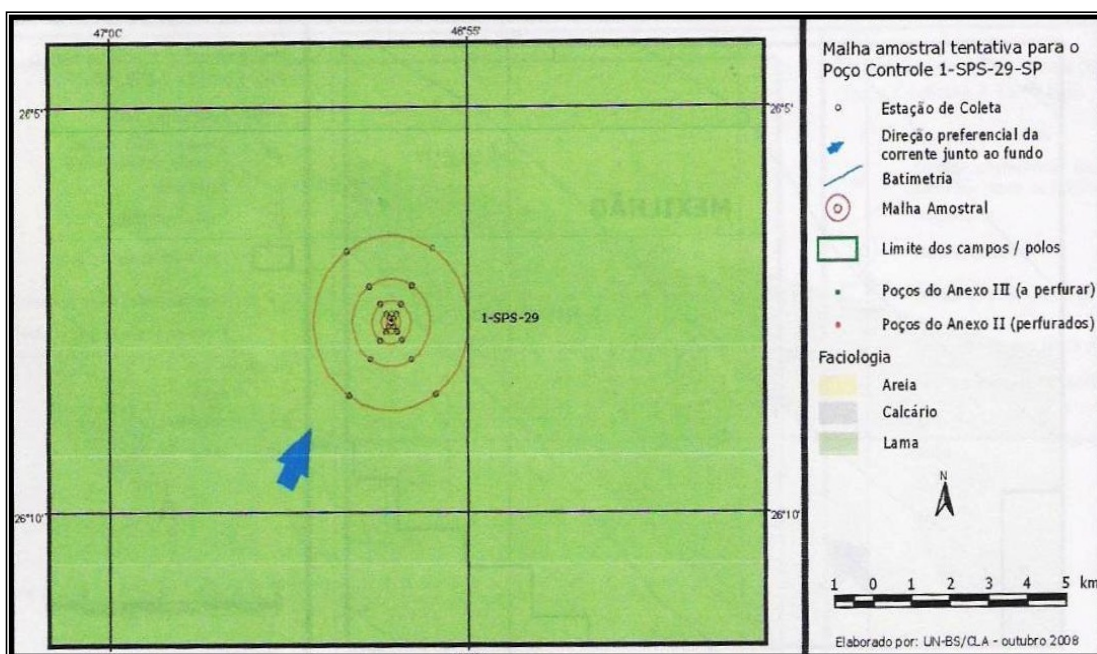 47°0'
46°55'
26°5'
26°5'
MEXILHÃO
1-SPS-29
26°10'
26°10'
Malha amostral tentativa para o
Poço Controle 1-SPS-29-SP
Estação de Coleta
Direção preferencial da
corrente junto ao fundo
Batimetria
Malha Amostral
Limite dos campos / polos
Poços do Anexo III (a perfurar)
Poços do Anexo II (perfurados)
Faciologia
Areia
Calcário
Lama
N
1 0 1 2 3 4 5 km
Elaborado por: UN-BS/CLA - outubro 2008